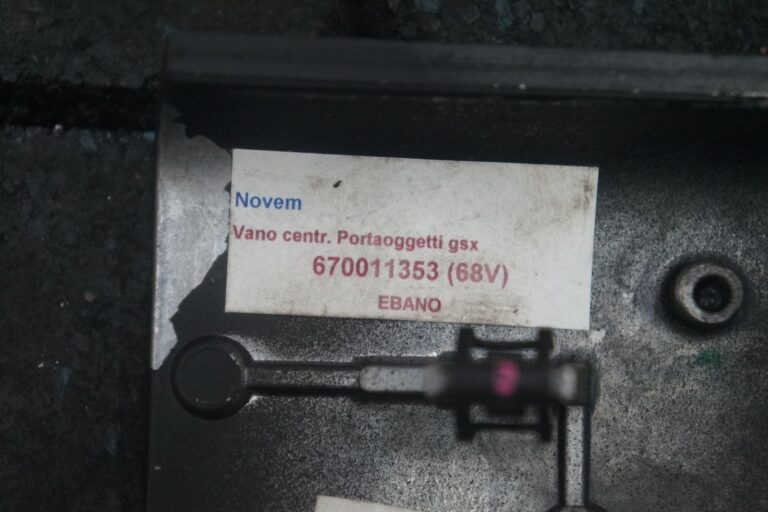 Novem
Vano centr. Portaoggetti gsx
670011353 (68V)
EBANO